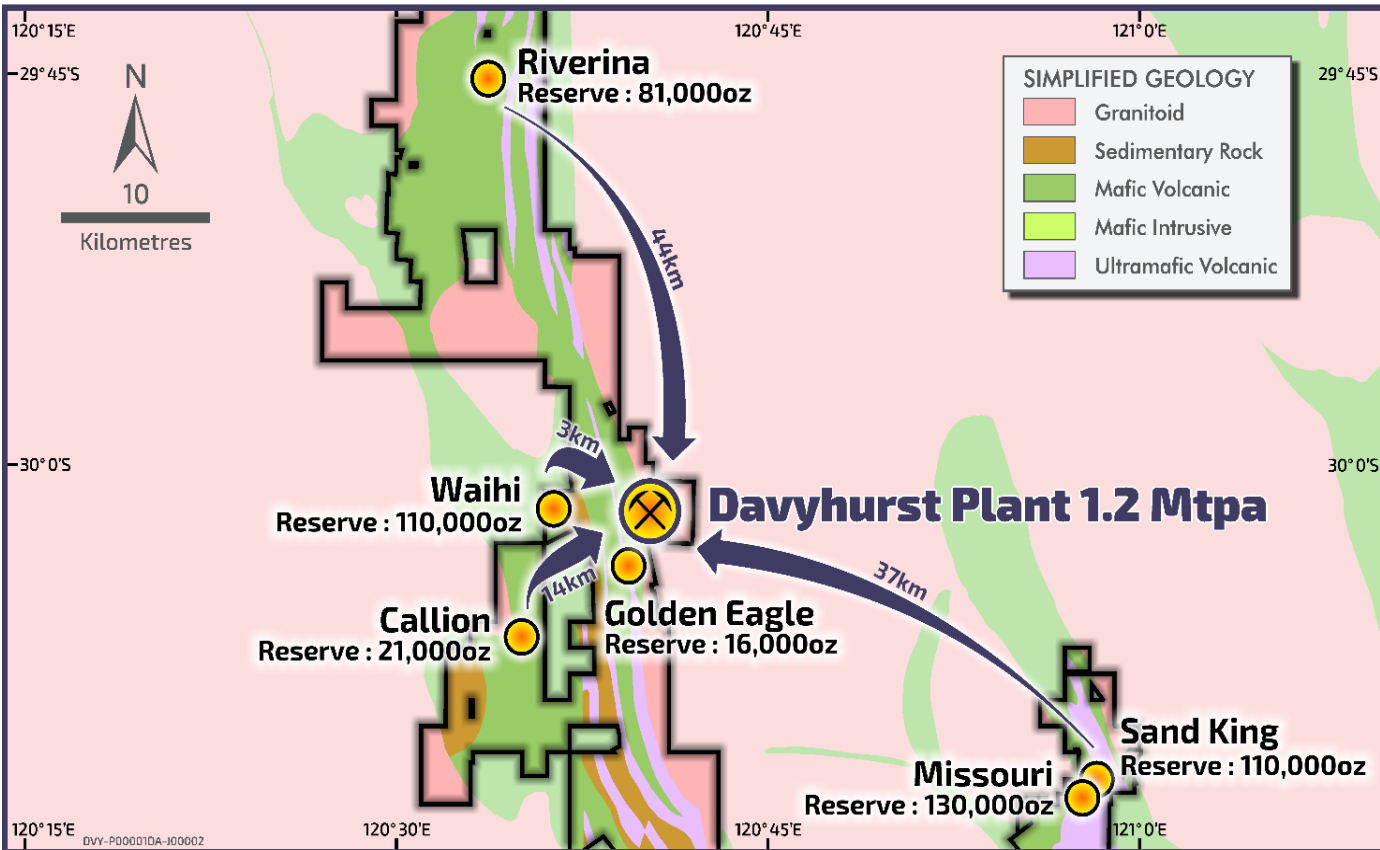 120°15'E
120°45'E
121°0'E
29°45'S
29°45'S
N
10
Kilometres
Riverina
Reserve : 81,000oz
SIMPLIFIED GEOLOGY
Granitoid
Sedimentary Rock
Mafic Volcanic
Mafic Intrusive
Ultramafic Volcanic
44km
3km
30°0'S
30°0'S
Waihi
Reserve : 110,000oz
Davyhurst Plant 1.2 Mtpa
14km
37km
Callion
Reserve : 21,000oz
Golden Eagle
Reserve : 16,000oz
Sand King
Reserve : 110,000oz
Missouri
Reserve : 130,000oz
120°15'E
120°30'E
120°45'E
121°0'E
DVY-P00001DA-J00002